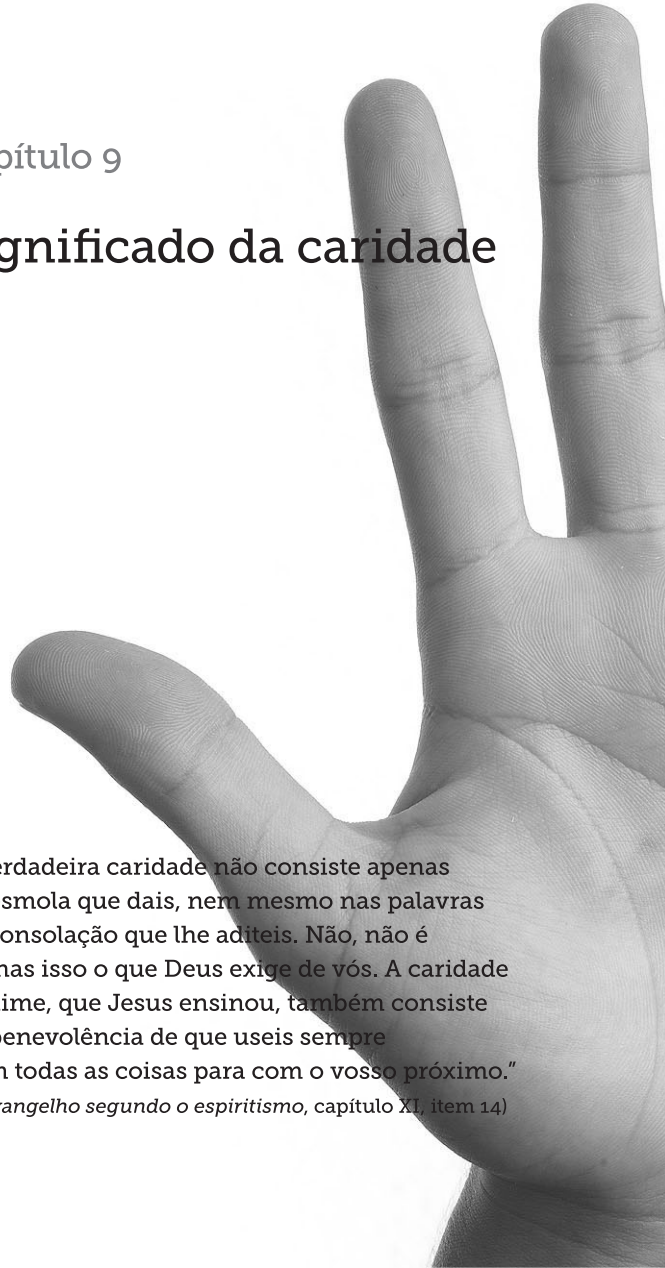 pítulo 9
gnificado da caridade
erdadeira caridade não consiste apenas
smola que dais, nem mesmo nas palavras
onsolação que lhe aditeis. Não, não é
nas isso o que Deus exige de vós. A caridade
ime, que Jesus ensinou, também consiste
benevolência de que useis sempre
m todas as coisas para com o vosso próximo.”
vangelho segundo o espiritismo, capítulo XI, item 14)